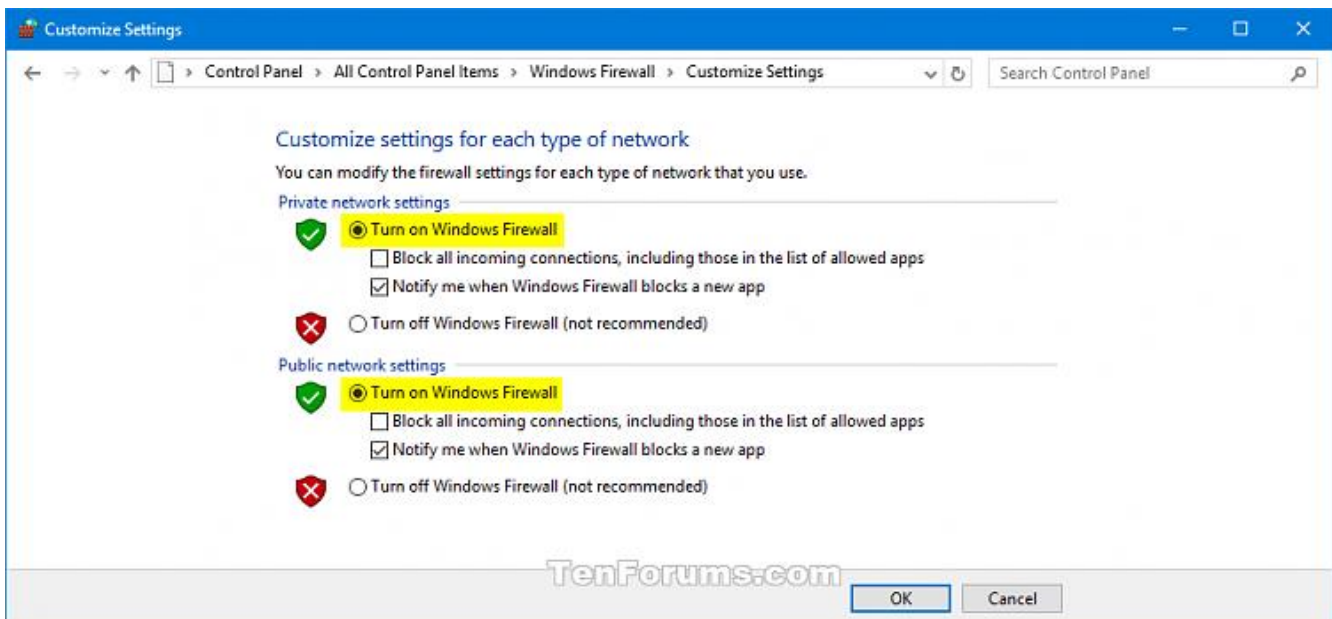 Customize Settings
Control Panel > All Control Panel Items > Windows Firewall > Customize Settings
Search Control Panel
Customize settings for each type of network
You can modify the firewall settings for each type of network that you use.
Private network settings
Turn on Windows Firewall
Block all incoming connections, including those in the list of allowed apps
Notify me when Windows Firewall blocks a new app
Turn off Windows Firewall (not recommended)
Public network settings
Turn on Windows Firewall
Block all incoming connections, including those in the list of allowed apps
Notify me when Windows Firewall blocks a new app
Turn off Windows Firewall (not recommended)
TenForums.com
OK Cancel